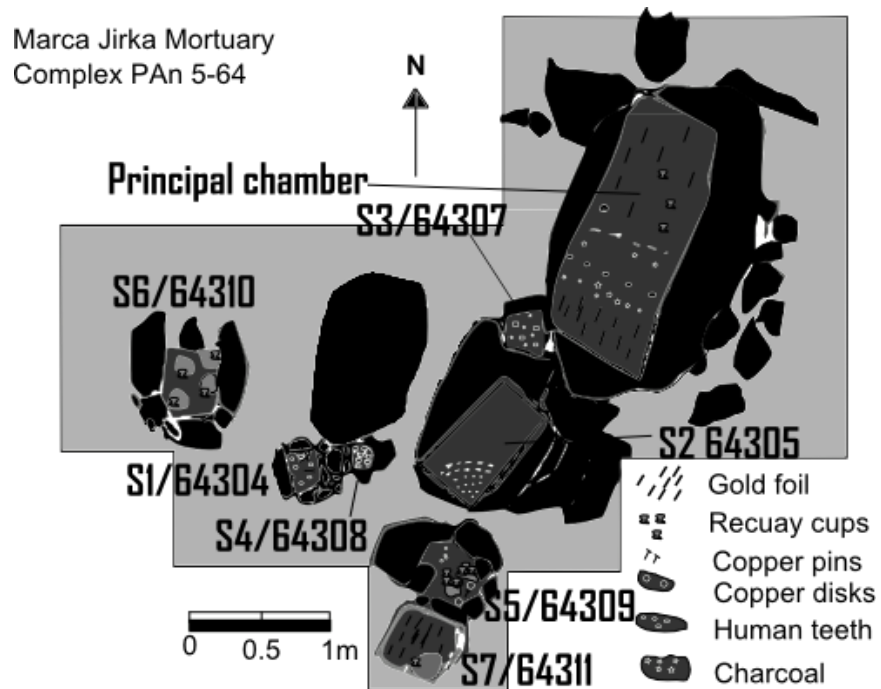 Marca Jirka Mortuary
Complex PAn 5-64
N
Principal chamber
S3/64307
S6/64310
S2 64305
S1/64304
S4/64308
S5/64309
S7/64311
Gold foil
Recuay cups
Copper pins
Copper disks
Human teeth
Charcoal
0 0.5 1m